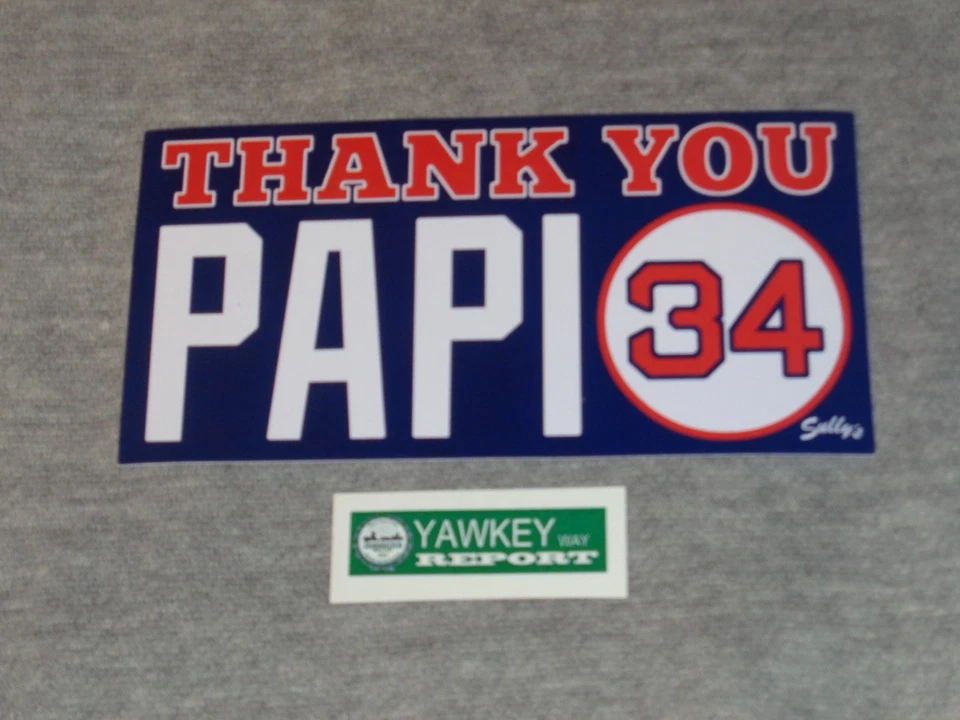 THANK YOU
PAPI
34
Sully's
YAWKEY WAY
REPORT